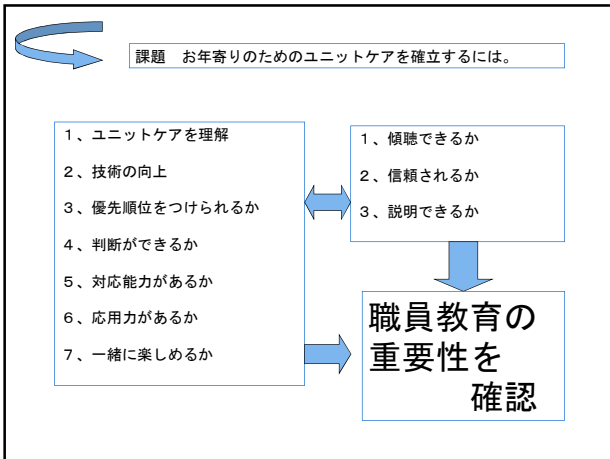 課題　お年寄りのためのユニットケアを確立するには。
１、ユニットケアを理解
２、技術の向上
３、優先順位をつけられるか
４、判断ができるか
５、対応能力があるか
６、応用力があるか
７、一緒に楽しめるか
１、傾聴できるか
２、信頼されるか
３、説明できるか
職員教育の
重要性を
確認